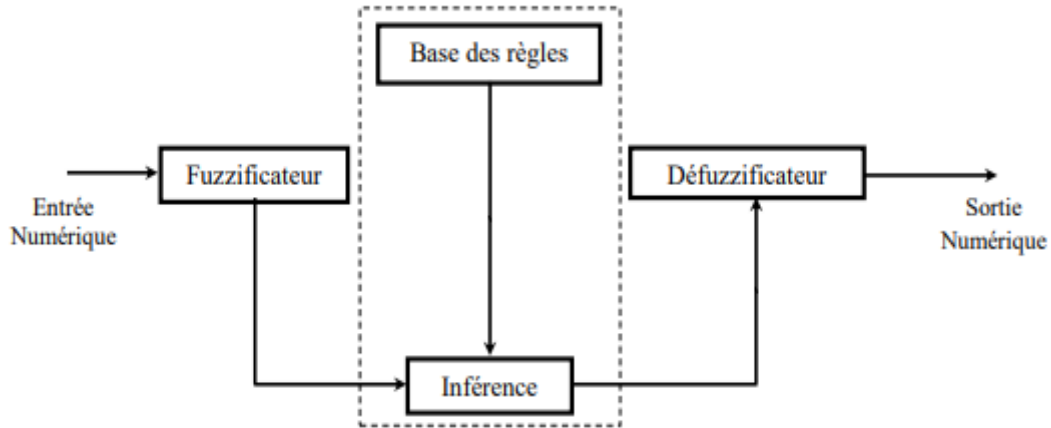 Base des règles
Fuzzificateur
Défuzzificateur
Entrée
Numérique
Sortie
Numérique
Inférence